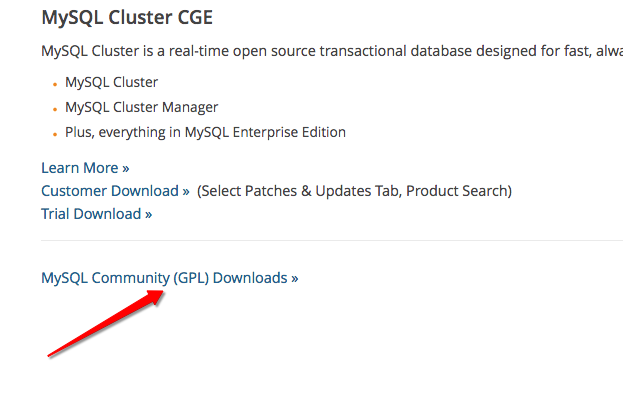 MySQL Cluster CGE
MySQL Cluster is a real-time open source transactional database designed for fast,
MySQL Cluster
MySQL Cluster Manager
Plus, everything in MySQL Enterprise Edition
Learn More »
Customer Download » (Select Patches & Updates Tab, Product Search)
Trial Download »
MySQL Community (GPL) Downloads »